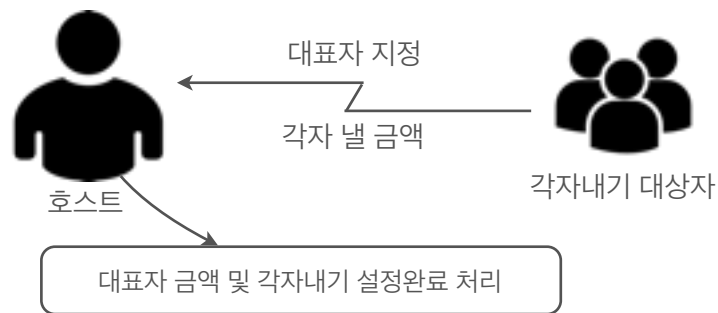 대표자 지정
각자 낼 금액
각자내기 대상자
호스트
대표자 금액 및 각자내기 설정완료 처리